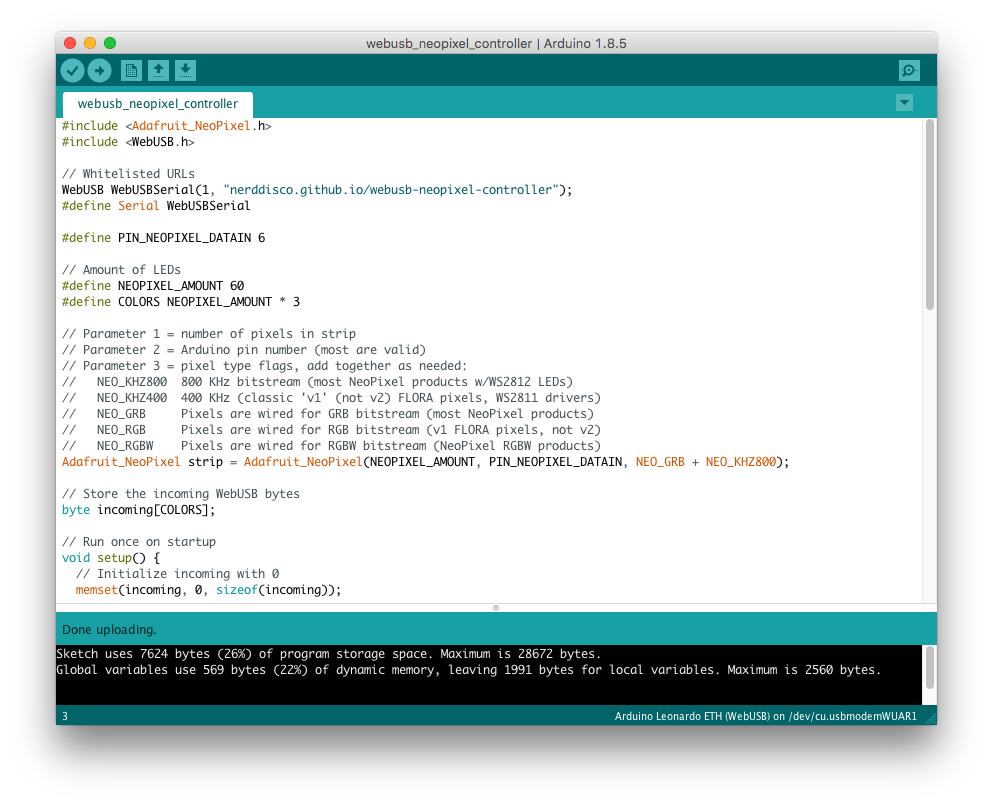 webusb_neopixel_controller | Arduino 1.8.5
webusb_neopixel_controller
#include <Adafruit_NeoPixel.h>
#include <WebUSB.h>
// Whitelisted URLs
WebUSB WebUSBSerial(1, "nerddisco.github.io/webusb-neopixel-controller");
#define Serial WebUSBSerial
#define PIN_NEOPIXEL_DATAIN 6
// Amount of LEDs
#define NEOPIXEL_AMOUNT 60
#define COLORS NEOPIXEL_AMOUNT * 3
// Parameter 1 = number of pixels in strip
// Parameter 2 = Arduino pin number (most are valid)
// Parameter 3 = pixel type flags, add together as needed:
//   NEO_KHZ800  800 KHz bitstream (most NeoPixel products w/WS2812 LEDs)
//   NEO_KHZ400  400 KHz (classic 'v1' (not v2) FLORA pixels, WS2811 drivers)
//   NEO_GRB     Pixels are wired for GRB bitstream (most NeoPixel products)
//   NEO_RGB     Pixels are wired for RGB bitstream (v1 FLORA pixels, not v2)
//   NEO_RGBW    Pixels are wired for RGBW bitstream (NeoPixel RGBW products)
Adafruit_NeoPixel strip = Adafruit_NeoPixel(NEOPIXEL_AMOUNT, PIN_NEOPIXEL_DATAIN, NEO_GRB + NEO_KHZ800);
// Store the incoming WebUSB bytes
byte incoming[COLORS];
// Run once on startup
void setup() {
  // Initialize incoming with 0
  memset(incoming, 0, sizeof(incoming));
Done uploading.
Sketch uses 7624 bytes (26%) of program storage space. Maximum is 28672 bytes.
Global variables use 569 bytes (22%) of dynamic memory, leaving 1991 bytes for local variables. Maximum is 2560 bytes.
3
Arduino Leonardo ETH (WebUSB) on /dev/cu.usbmodemWUAR1